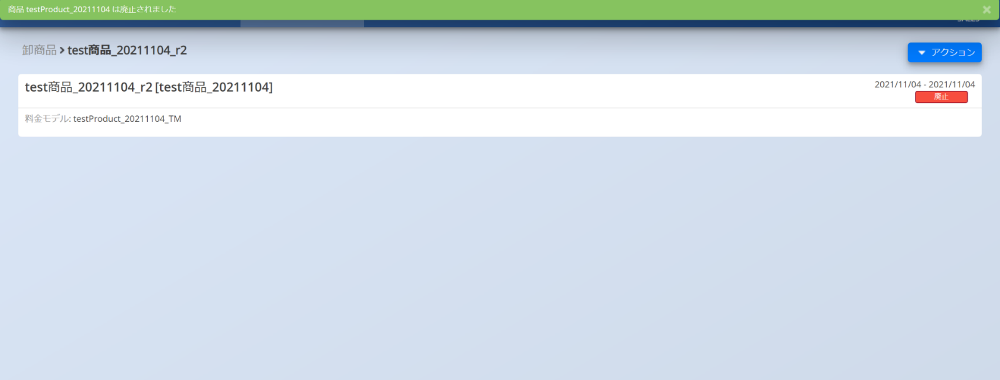 商品 testProduct_20211104 は廃止されました
卸商品 > test商品_20211104_r2
アクション
test商品_20211104_r2 [test商品_20211104]
2021/11/04 - 2021/11/04
廃止
料金モデル: testProduct_20211104_TM